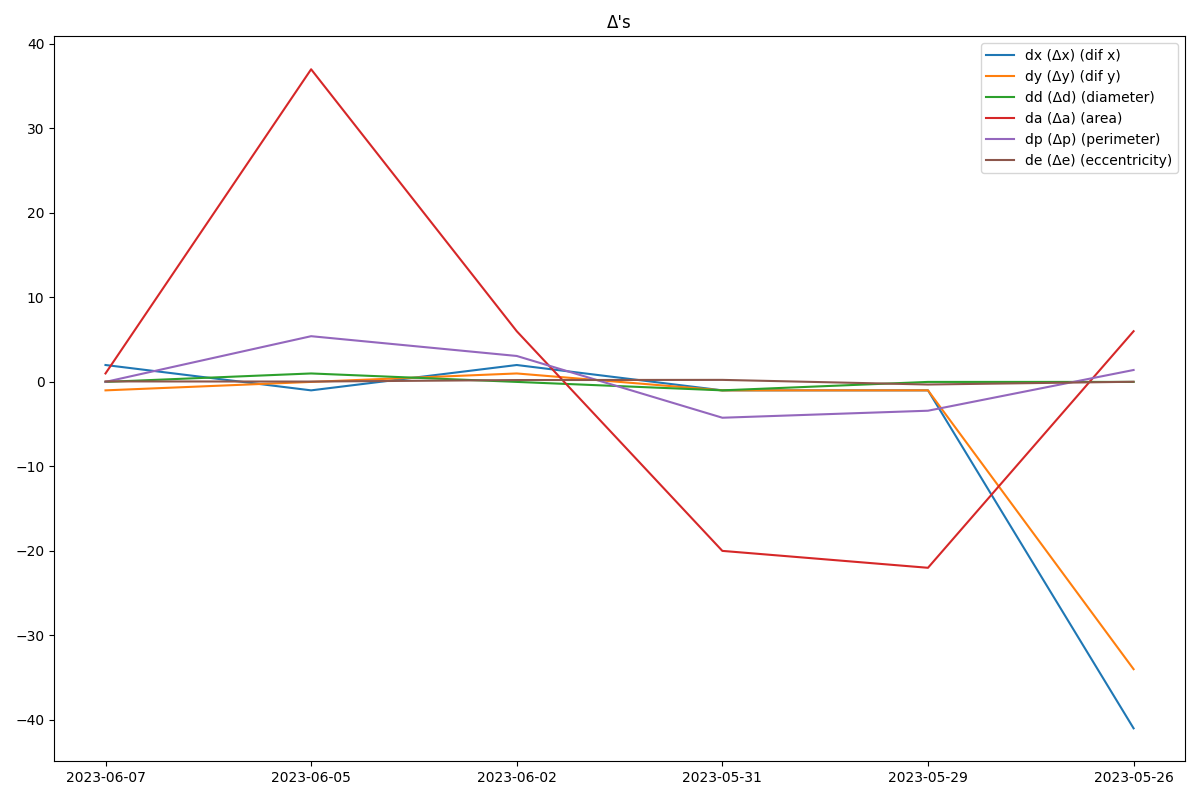 Δ's
dx (Δx) (dif x)
dy (Δy) (dif y)
dd (Δd) (diameter)
da (Δa) (area)
dp (Δp) (perimeter)
de (Δe) (eccentricity)
40
30
20
10
0
−10
−20
−30
−40
2023-06-07 2023-06-05 2023-06-02 2023-05-31 2023-05-29 2023-05-26